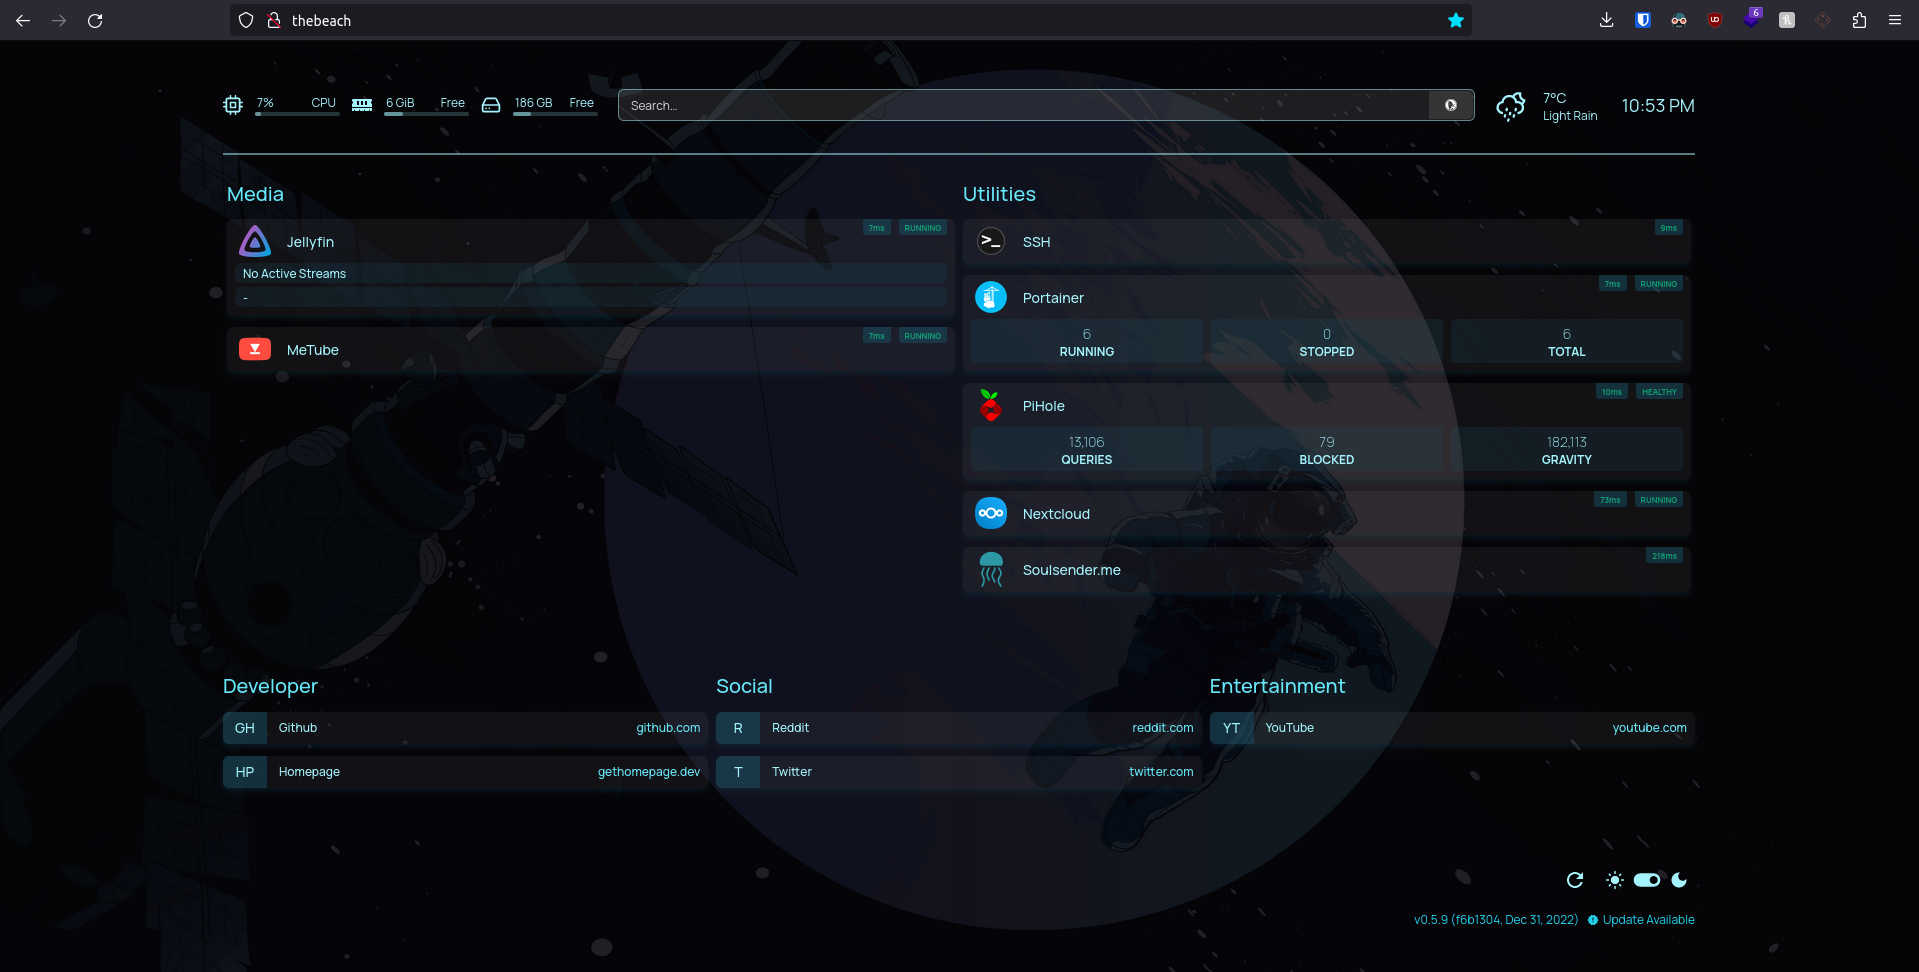 thebeach
6
7% CPU
6 GiB Free
186 GB Free
Search...
7°C
Light Rain
10:53 PM
Media
Jellyfin
7ms RUNNING
No Active Streams
-
MeTube
7ms RUNNING
Utilities
SSH
9ms
Portainer
7ms RUNNING
6
RUNNING
0
STOPPED
6
TOTAL
PiHole
10ms HEALTHY
13,106
QUERIES
79
BLOCKED
182,113
GRAVITY
Nextcloud
73ms RUNNING
Soulsender.me
218ms
Developer
GH Github github.com
HP Homepage gethomepage.dev
Social
R Reddit reddit.com
T Twitter twitter.com
Entertainment
YT YouTube youtube.com
v0.5.9 (f6b1304, Dec 31, 2022) Update Available